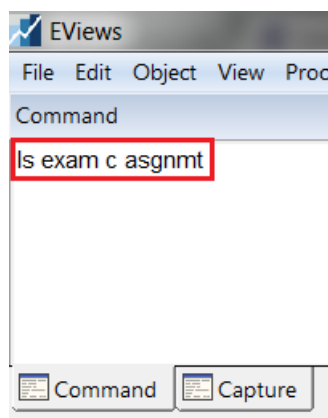 EViews
File Edit Object View Proc
Command
ls exam c asgnmt
Command Capture